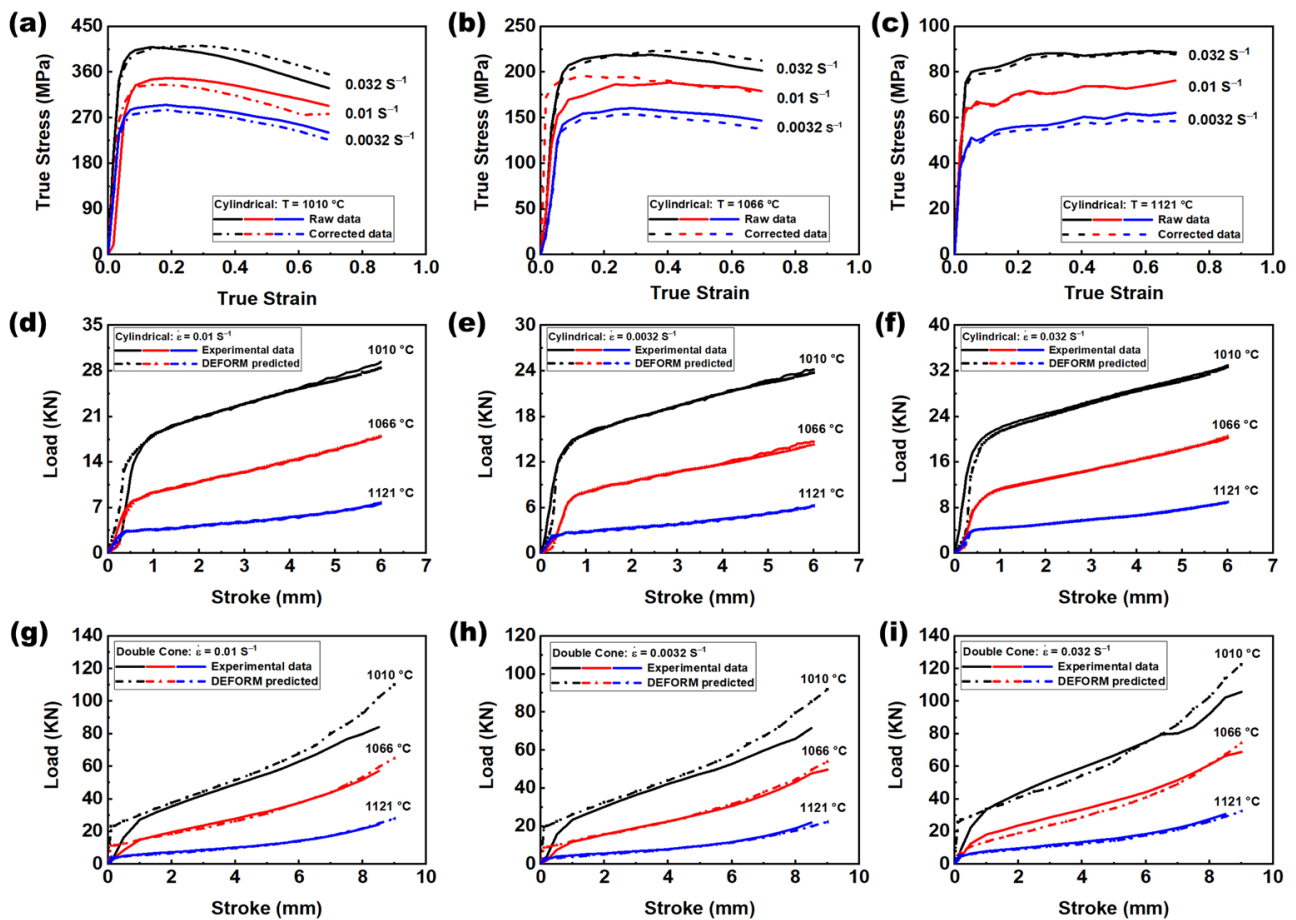 (a)
True Stress (MPa)
450
360
270
180
90
0
0.032 S⁻¹
0.01 S⁻¹
0.0032 S⁻¹
Cylindrical: T = 1010 °C
Raw data
Corrected data
0.0 0.2 0.4 0.6 0.8 1.0
True Strain
(b)
True Stress (MPa)
250
200
150
100
50
0
0.032 S⁻¹
0.01 S⁻¹
0.0032 S⁻¹
Cylindrical: T = 1066 °C
Raw data
Corrected data
0.0 0.2 0.4 0.6 0.8 1.0
True Strain
(c)
True Stress (MPa)
100
80
60
40
20
0
0.032 S⁻¹
0.01 S⁻¹
0.0032 S⁻¹
Cylindrical: T = 1121 °C
Raw data
Corrected data
0.0 0.2 0.4 0.6 0.8 1.0
True Strain
(d)
Load (KN)
35
28
21
14
7
0
Cylindrical: ε̇ = 0.01 S⁻¹
Experimental data
DEFORM predicted
1010 °C
1066 °C
1121 °C
0 1 2 3 4 5 6 7
Stroke (mm)
(e)
Load (KN)
30
24
18
12
6
0
Cylindrical: ε̇ = 0.0032 S⁻¹
Experimental data
DEFORM predicted
1010 °C
1066 °C
1121 °C
0 1 2 3 4 5 6 7
Stroke (mm)
(f)
Load (KN)
40
32
24
16
8
0
Cylindrical: ε̇ = 0.032 S⁻¹
Experimental data
DEFORM predicted
1010 °C
1066 °C
1121 °C
0 1 2 3 4 5 6 7
Stroke (mm)
(g)
Load (KN)
140
120
100
80
60
40
20
0
Double Cone: ε̇ = 0.01 S⁻¹
Experimental data
DEFORM predicted
1010 °C
1066 °C
1121 °C
0 2 4 6 8 10
Stroke (mm)
(h)
Load (KN)
120
100
80
60
40
20
0
Double Cone: ε̇ = 0.0032 S⁻¹
Experimental data
DEFORM predicted
1010 °C
1066 °C
1121 °C
0 2 4 6 8 10
Stroke (mm)
(i)
Load (KN)
140
120
100
80
60
40
20
0
Double Cone: ε̇ = 0.032 S⁻¹
Experimental data
DEFORM predicted
1010 °C
1066 °C
1121 °C
0 2 4 6 8 10
Stroke (mm)